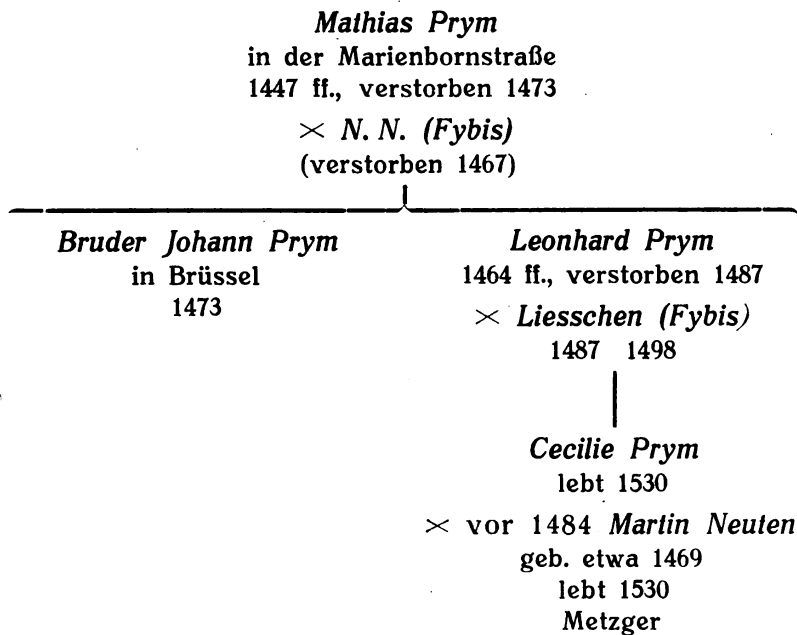 Mathias Prym
in der Marienbornstraße
1447 ff., verstorben 1473
× N. N. (Fybis)
(verstorben 1467)
Bruder Johann Prym
in Brüssel
1473
Leonhard Prym
1464 ff., verstorben 1487
× Liesschen (Fybis)
1487 1498
Cecilie Prym
lebt 1530
× vor 1484 Martin Neuten
geb. etwa 1469
lebt 1530
Metzger